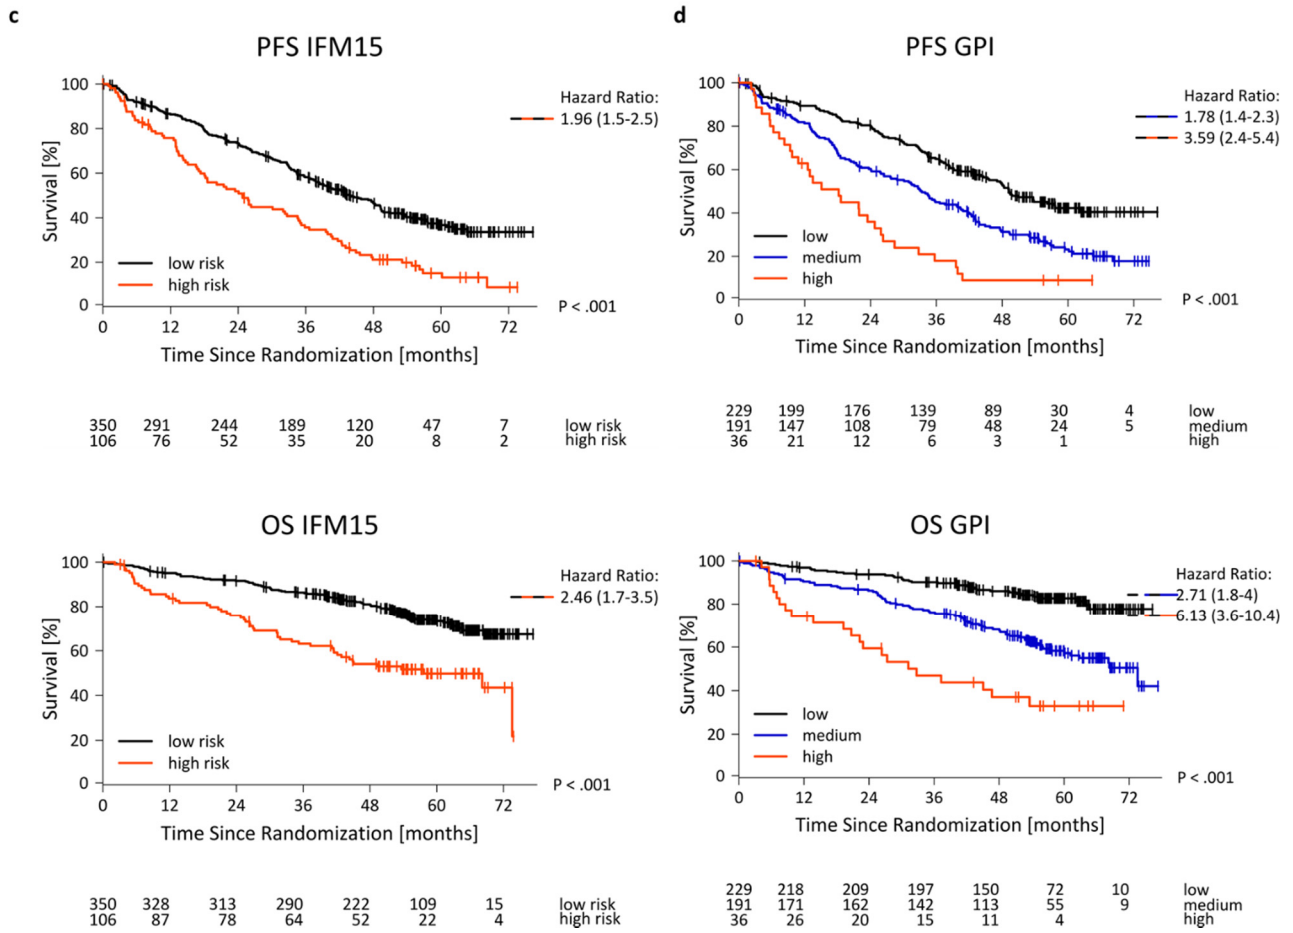 c
PFS IFM15
100
80
60
40
20
0
Survival [%]
low risk
high risk
Hazard Ratio:
1.96 (1.5-2.5)
P < .001
0 12 24 36 48 60 72
Time Since Randomization [months]
350 291 244 189 120 47 7 low risk
106 76 52 35 20 8 2 high risk
d
PFS GPI
100
80
60
40
20
0
Survival [%]
low
medium
high
Hazard Ratio:
1.78 (1.4-2.3)
3.59 (2.4-5.4)
P < .001
0 12 24 36 48 60 72
Time Since Randomization [months]
229 199 176 139 89 30 4 low
191 147 108 79 48 24 5 medium
36 21 12 6 3 1 high
OS IFM15
100
80
60
40
20
0
Survival [%]
low risk
high risk
Hazard Ratio:
2.46 (1.7-3.5)
P < .001
0 12 24 36 48 60 72
Time Since Randomization [months]
350 328 313 290 222 109 15 low risk
106 87 78 64 52 22 4 high risk
OS GPI
100
80
60
40
20
0
Survival [%]
low
medium
high
Hazard Ratio:
2.71 (1.8-4)
6.13 (3.6-10.4)
P < .001
0 12 24 36 48 60 72
Time Since Randomization [months]
229 218 209 197 150 72 10 low
191 171 162 142 113 55 9 medium
36 26 20 15 11 4 high